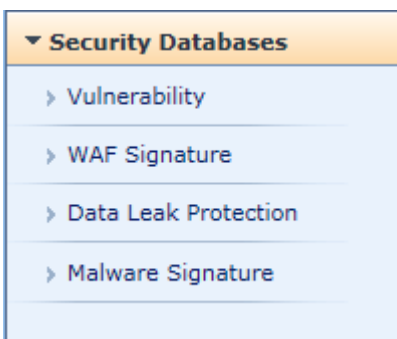 Security Databases
Vulnerability
WAF Signature
Data Leak Protection
Malware Signature